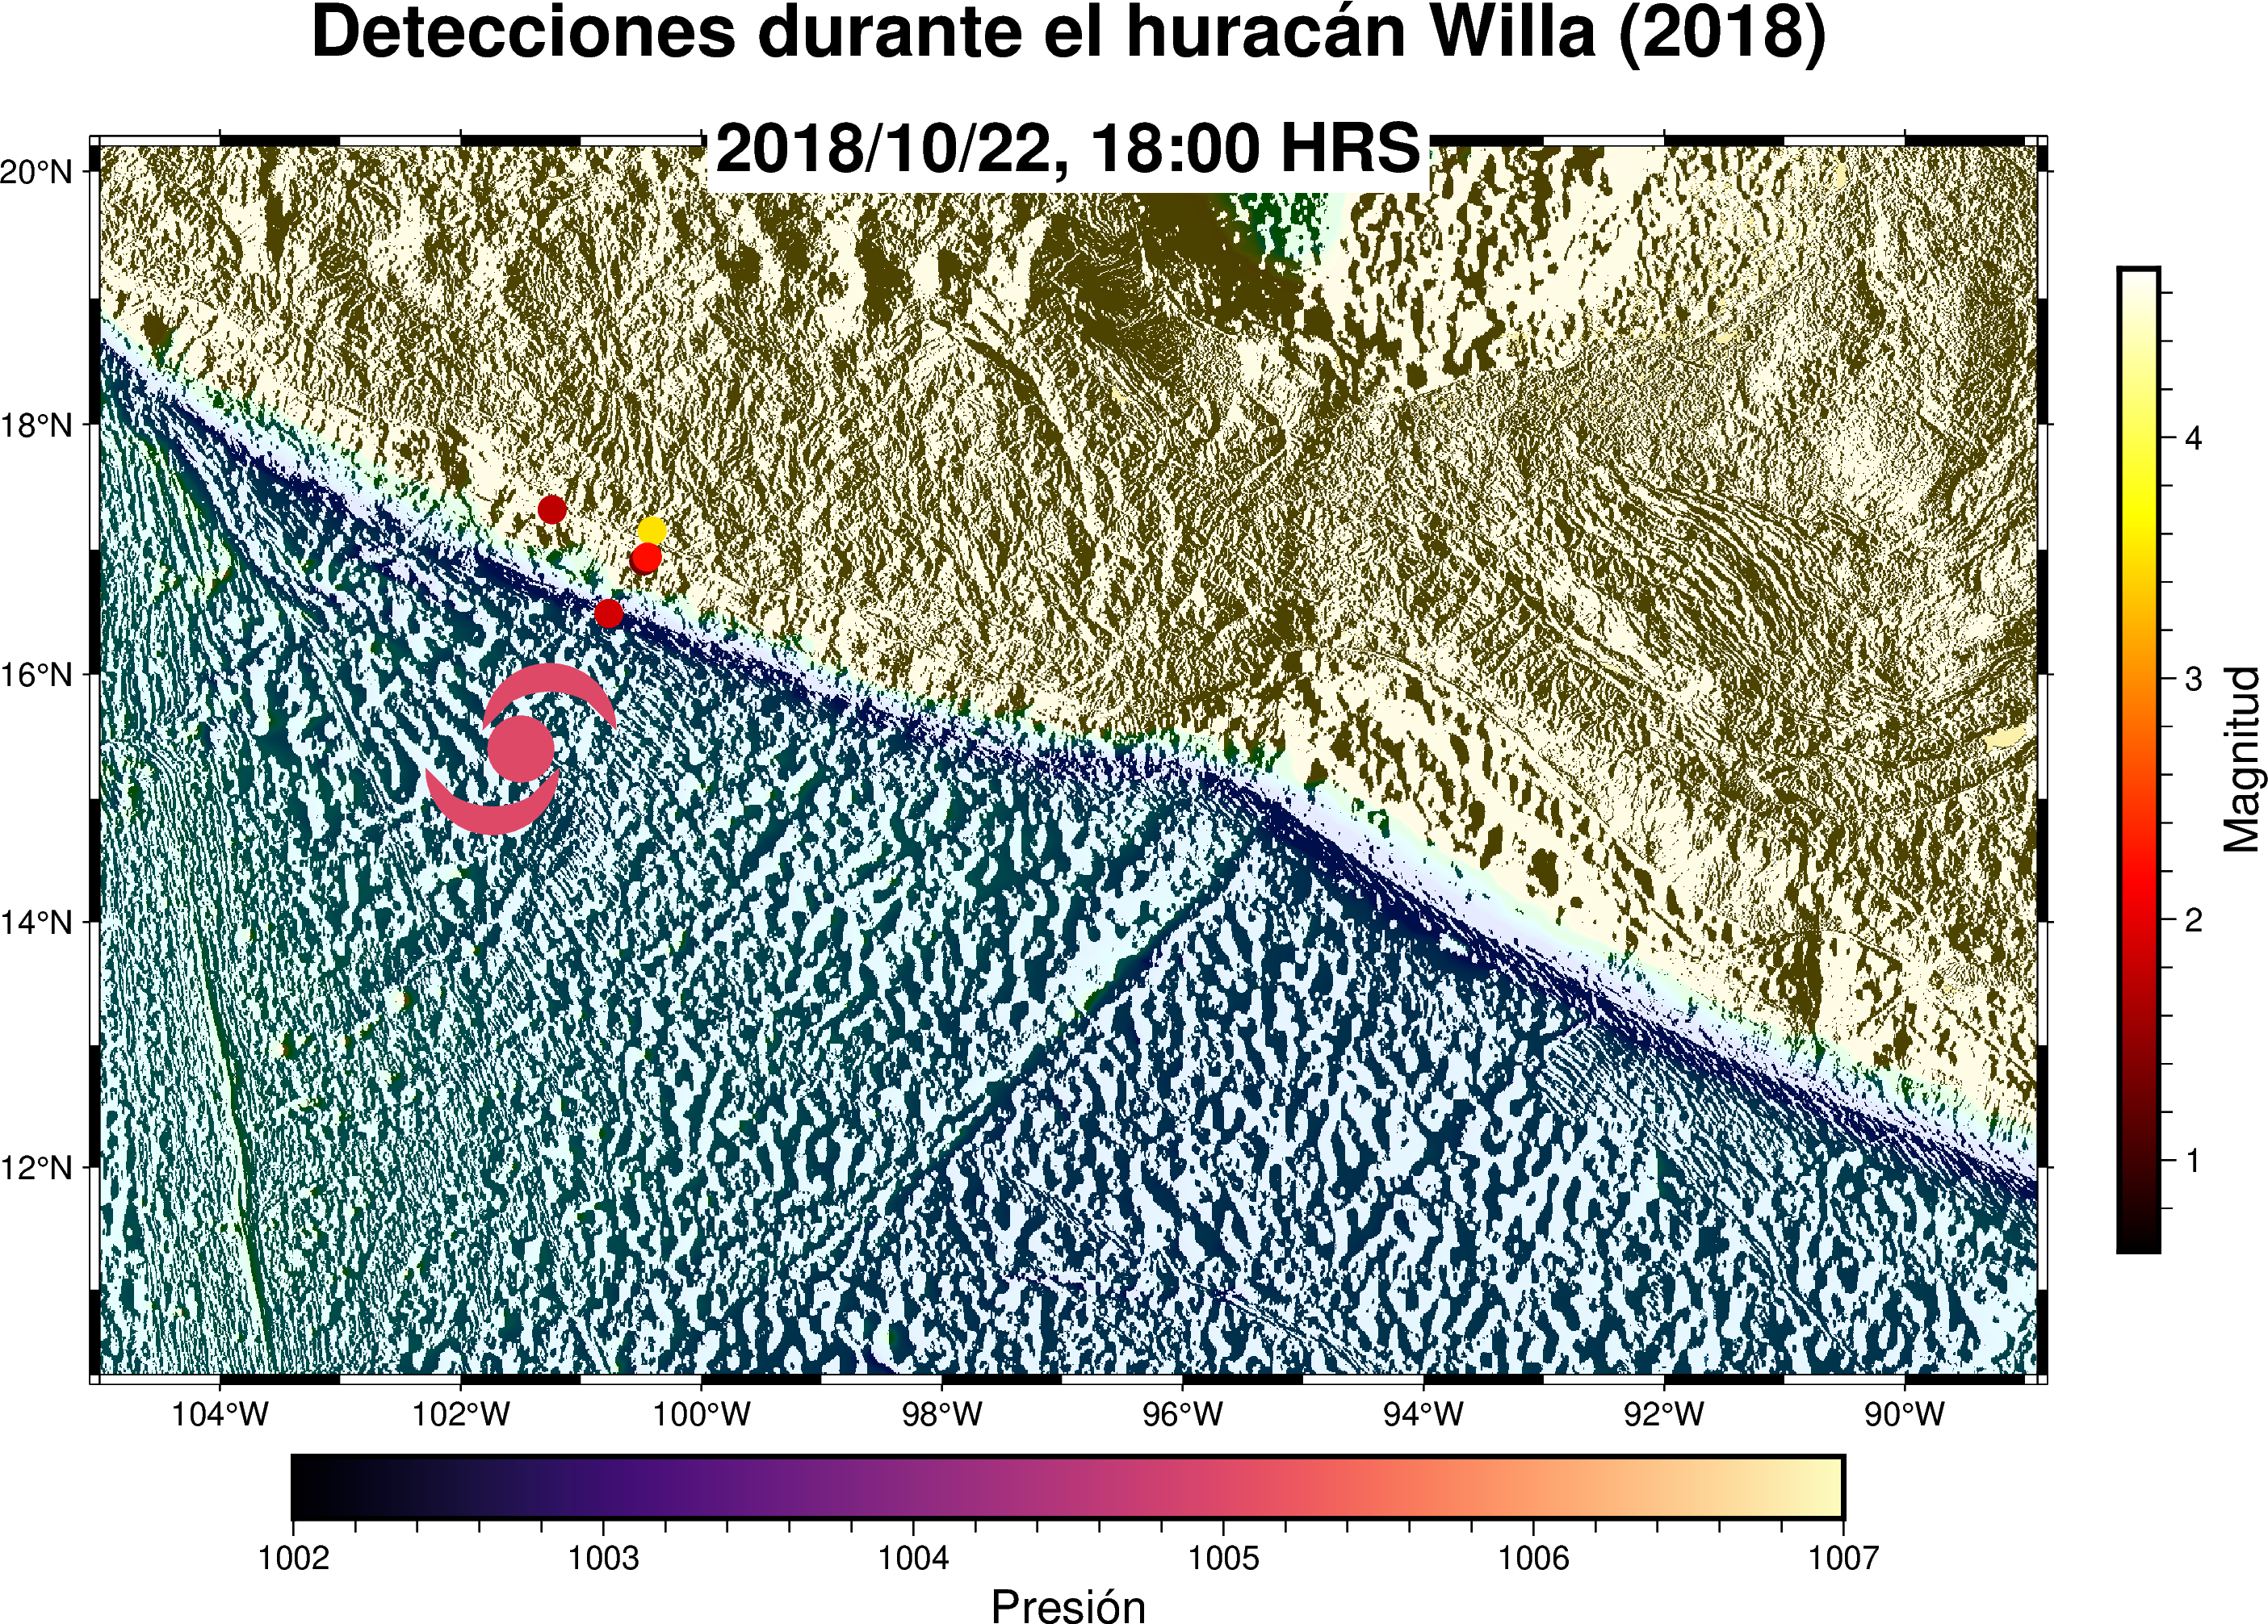 Detecciones durante el huracán Willa (2018)
2018/10/22, 18:00 HRS
20°N
18°N
16°N
14°N
12°N
104°W 102°W 100°W 98°W 96°W 94°W 92°W 90°W
4
3
2
1
Magnitud
1002 1003 1004 1005 1006 1007
Presión